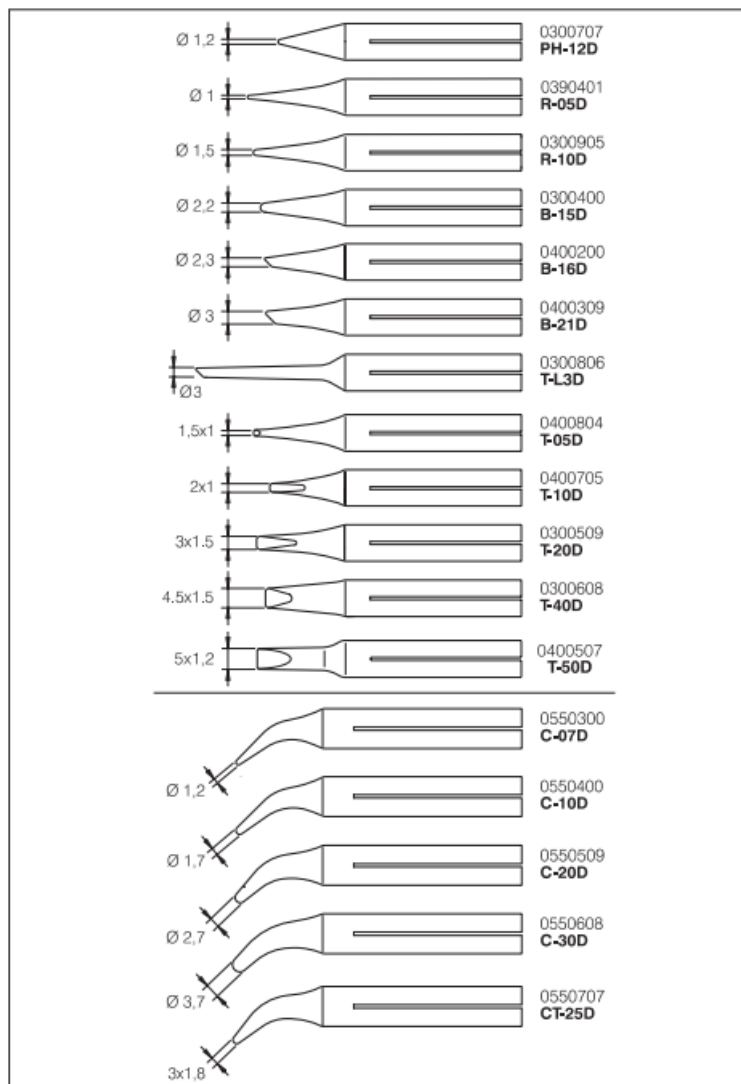 Ø 1,2
0300707
PH-12D
Ø 1
0390401
R-05D
Ø 1,5
0300905
R-10D
Ø 2,2
0300400
B-15D
Ø 2,3
0400200
B-16D
Ø 3
0400309
B-21D
Ø3
0300806
T-L3D
1,5x1
0400804
T-05D
2x1
0400705
T-10D
3x1.5
0300509
T-20D
4.5x1.5
0300608
T-40D
5x1,2
0400507
T-50D
Ø 1,2
0550300
C-07D
Ø 1,7
0550400
C-10D
Ø 2,7
0550509
C-20D
Ø 3,7
0550608
C-30D
3x1,8
0550707
CT-25D